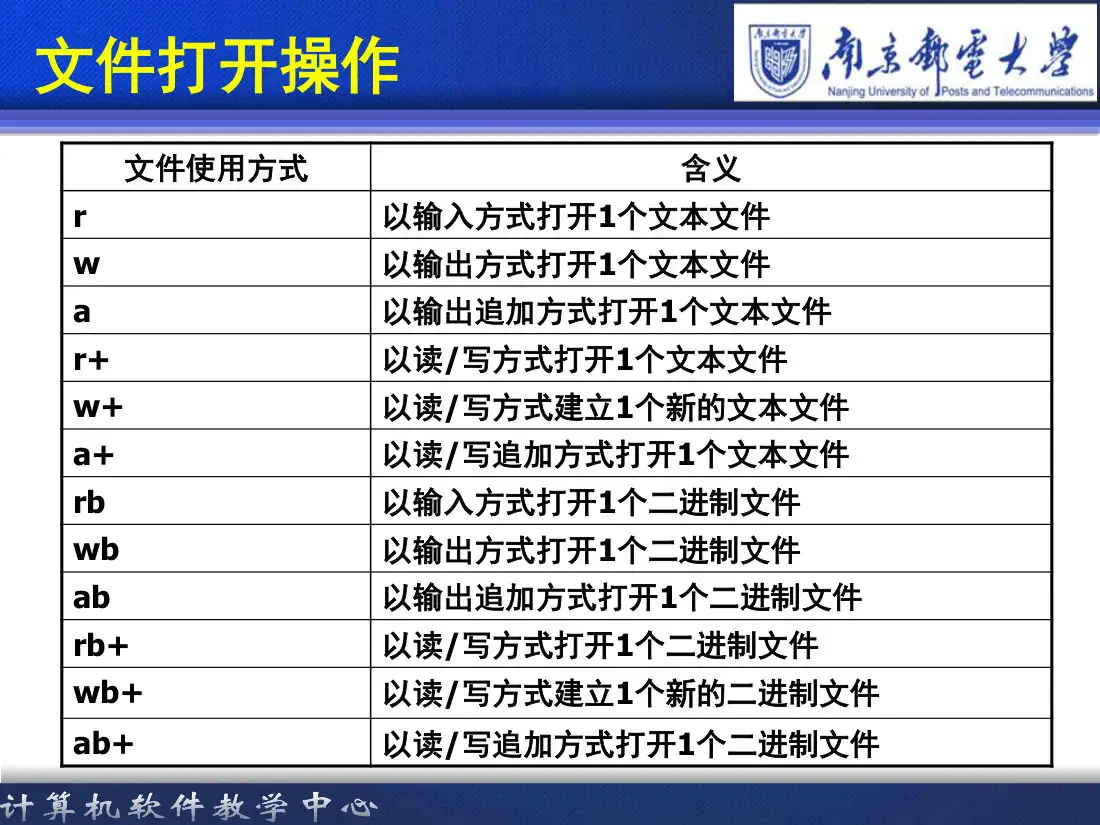 文件打开操作
南京邮电大学
Nanjing University of Posts and Telecommunications
文件使用方式 含义
r 以输入方式打开1个文本文件
w 以输出方式打开1个文本文件
a 以输出追加方式打开1个文本文件
r+ 以读/写方式打开1个文本文件
w+ 以读/写方式建立1个新的文本文件
a+ 以读/写追加方式打开1个文本文件
rb 以输入方式打开1个二进制文件
wb 以输出方式打开1个二进制文件
ab 以输出追加方式打开1个二进制文件
rb+ 以读/写方式打开1个二进制文件
wb+ 以读/写方式建立1个新的二进制文件
ab+ 以读/写追加方式打开1个二进制文件
计算机软件教学中心